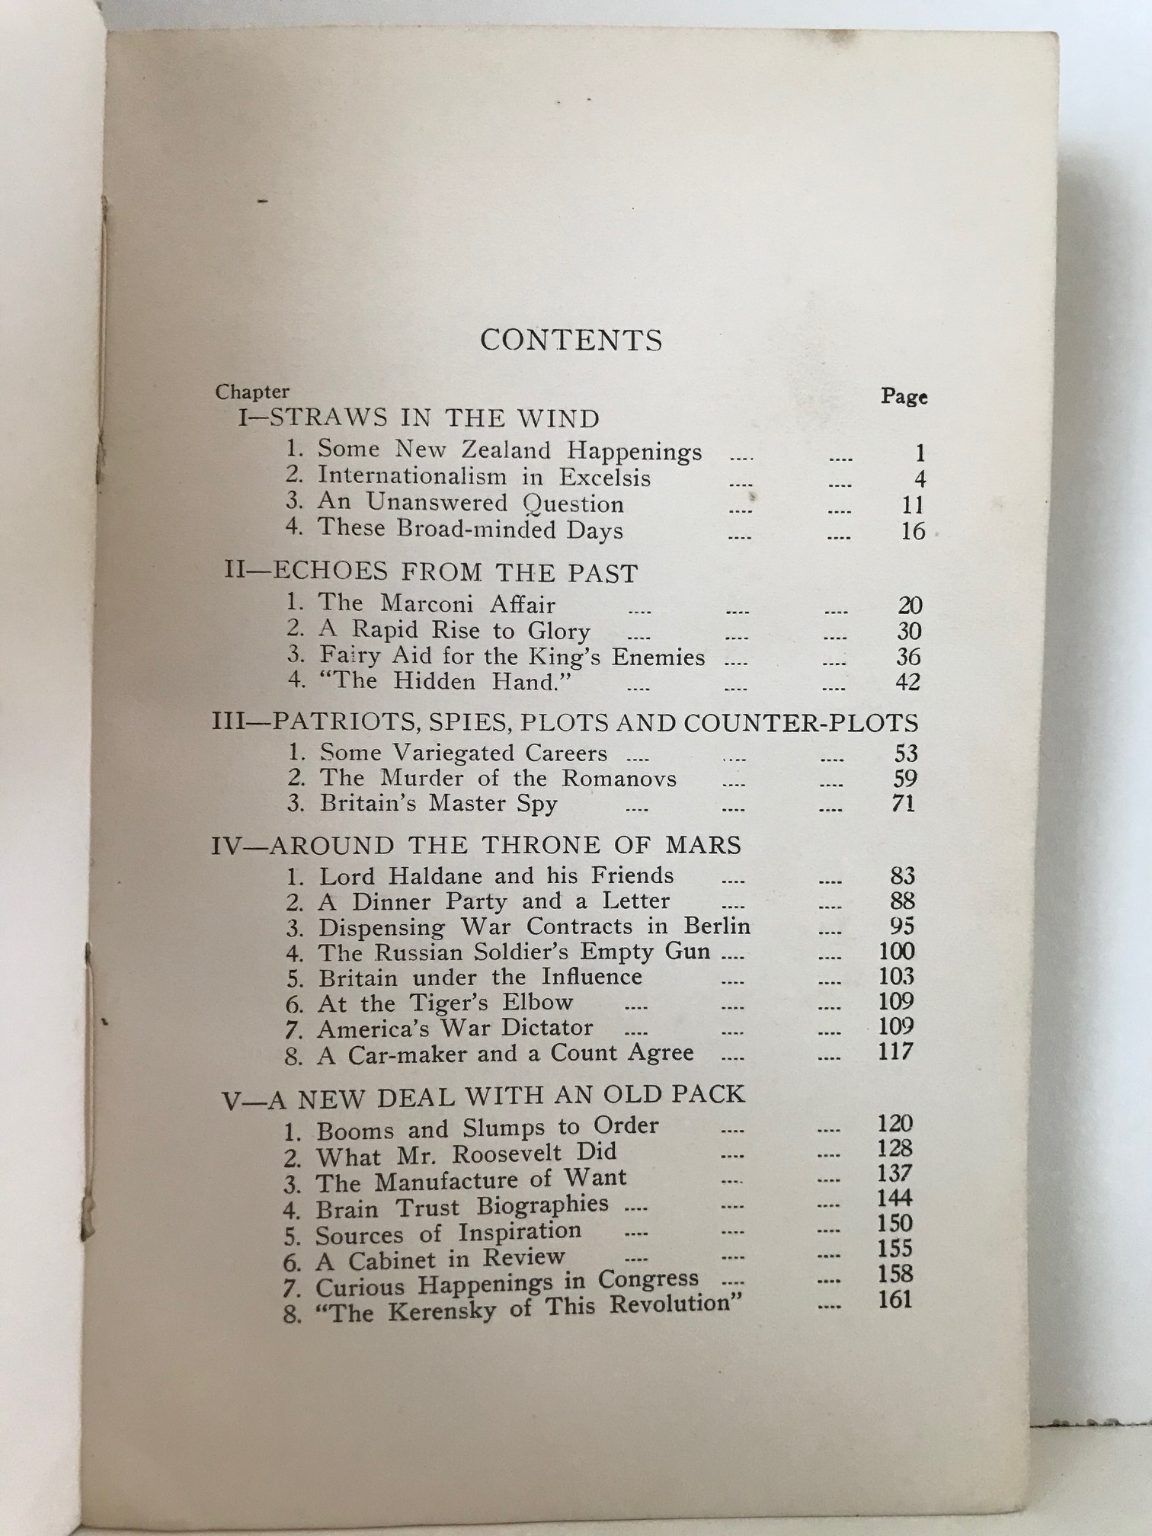 CONTENTS
Chapter Page
I—STRAWS IN THE WIND
1. Some New Zealand Happenings .... .... 1
2. Internationalism in Excelsis .... .... 4
3. An Unanswered Question .... .... 11
4. These Broad-minded Days .... .... 16
II—ECHOES FROM THE PAST
1. The Marconi Affair .... .... .... 20
2. A Rapid Rise to Glory .... .... .... 30
3. Fairy Aid for the King's Enemies .... .... 36
4. “The Hidden Hand.” .... .... .... 42
III—PATRIOTS, SPIES, PLOTS AND COUNTER-PLOTS
1. Some Variegated Careers .... .... .... 53
2. The Murder of the Romanovs .... .... 59
3. Britain's Master Spy .... .... .... 71
IV—AROUND THE THRONE OF MARS
1. Lord Haldane and his Friends .... .... 83
2. A Dinner Party and a Letter .... .... 88
3. Dispensing War Contracts in Berlin .... 95
4. The Russian Soldier's Empty Gun .... .... 100
5. Britain under the Influence .... .... 103
6. At the Tiger's Elbow .... .... .... 109
7. America's War Dictator .... .... .... 109
8. A Car-maker and a Count Agree .... .... 117
V—A NEW DEAL WITH AN OLD PACK
1. Booms and Slumps to Order .... .... 120
2. What Mr. Roosevelt Did .... .... 128
3. The Manufacture of Want .... .... 137
4. Brain Trust Biographies .... .... .... 144
5. Sources of Inspiration .... .... .... 150
6. A Cabinet in Review .... .... .... 155
7. Curious Happenings in Congress .... .... 158
8. “The Kerensky of This Revolution” .... 161